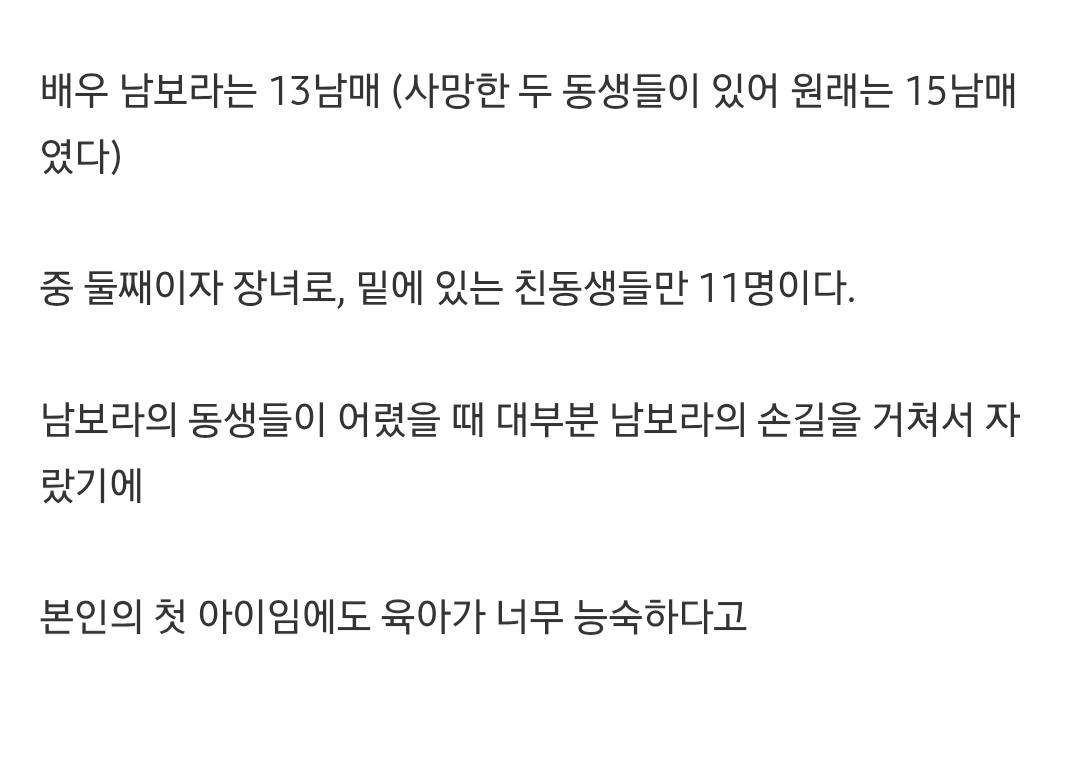 배우 남보라는 13남매 (사망한 두 동생들이 있어 원래는 15남매
였다)
중 둘째이자 장녀로, 밑에 있는 친동생들만 11명이다.
남보라의 동생들이 어렸을 때 대부분 남보라의 손길을 거쳐서 자
랐기에
본인의 첫 아이임에도 육아가 너무 능숙하다고